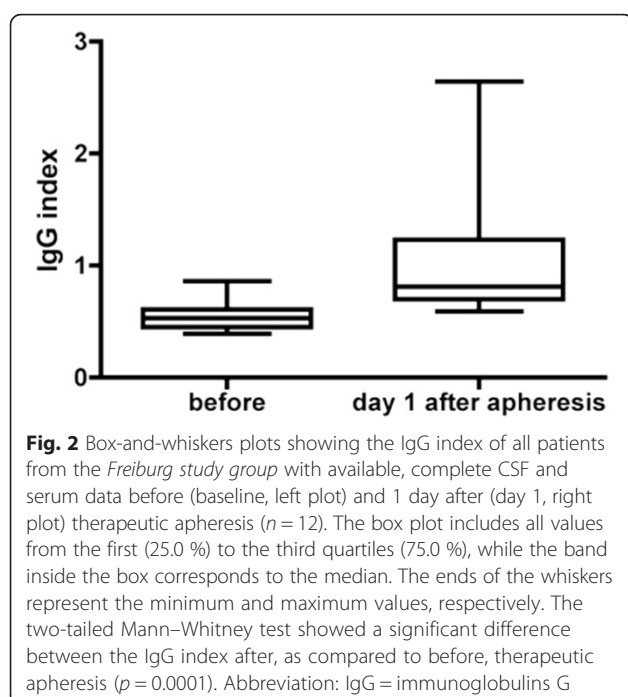 3
2
IgG index
1
0
before day 1 after apheresis
Fig. 2 Box-and-whiskers plots showing the IgG index of all patients
from the Freiburg study group with available, complete CSF and
serum data before (baseline, left plot) and 1 day after (day 1, right
plot) therapeutic apheresis (n = 12). The box plot includes all values
from the first (25.0 %) to the third quartiles (75.0 %), while the band
inside the box corresponds to the median. The ends of the whiskers
represent the minimum and maximum values, respectively. The
two-tailed Mann–Whitney test showed a significant difference
between the IgG index after, as compared to before, therapeutic
apheresis (p = 0.0001). Abbreviation: IgG = immunoglobulins G